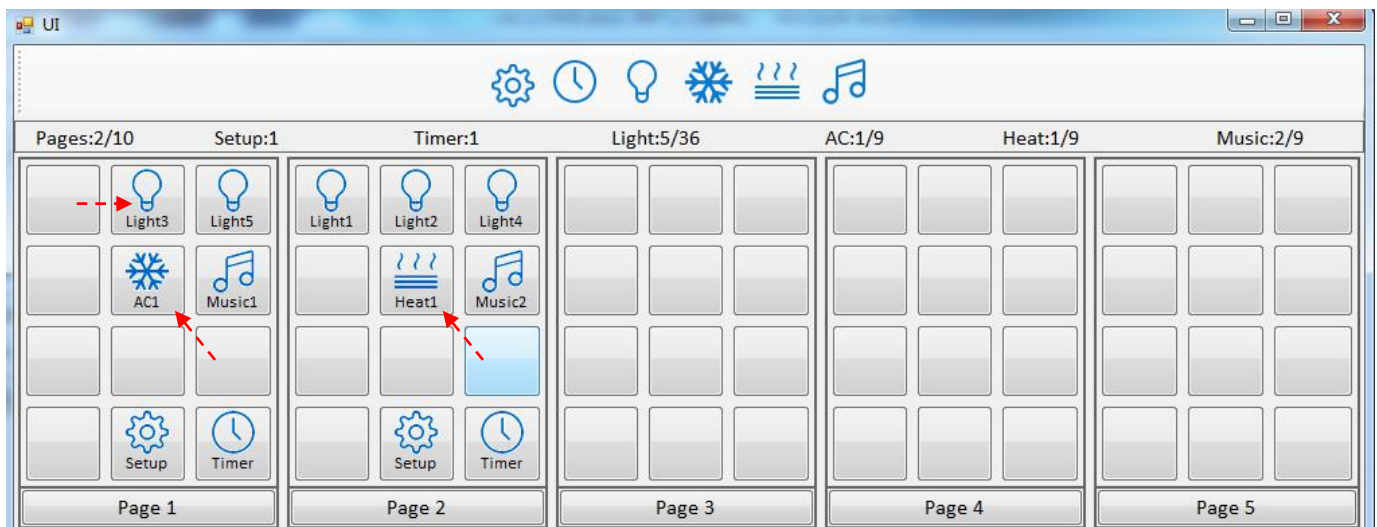 UI
Pages:2/10 Setup:1 Timer:1 Light:5/36 AC:1/9 Heat:1/9 Music:2/9
Light3 Light5 Light1 Light2 Light4
AC1 Music1 Heat1 Music2
Setup Timer Setup Timer
Page 1 Page 2 Page 3 Page 4 Page 5